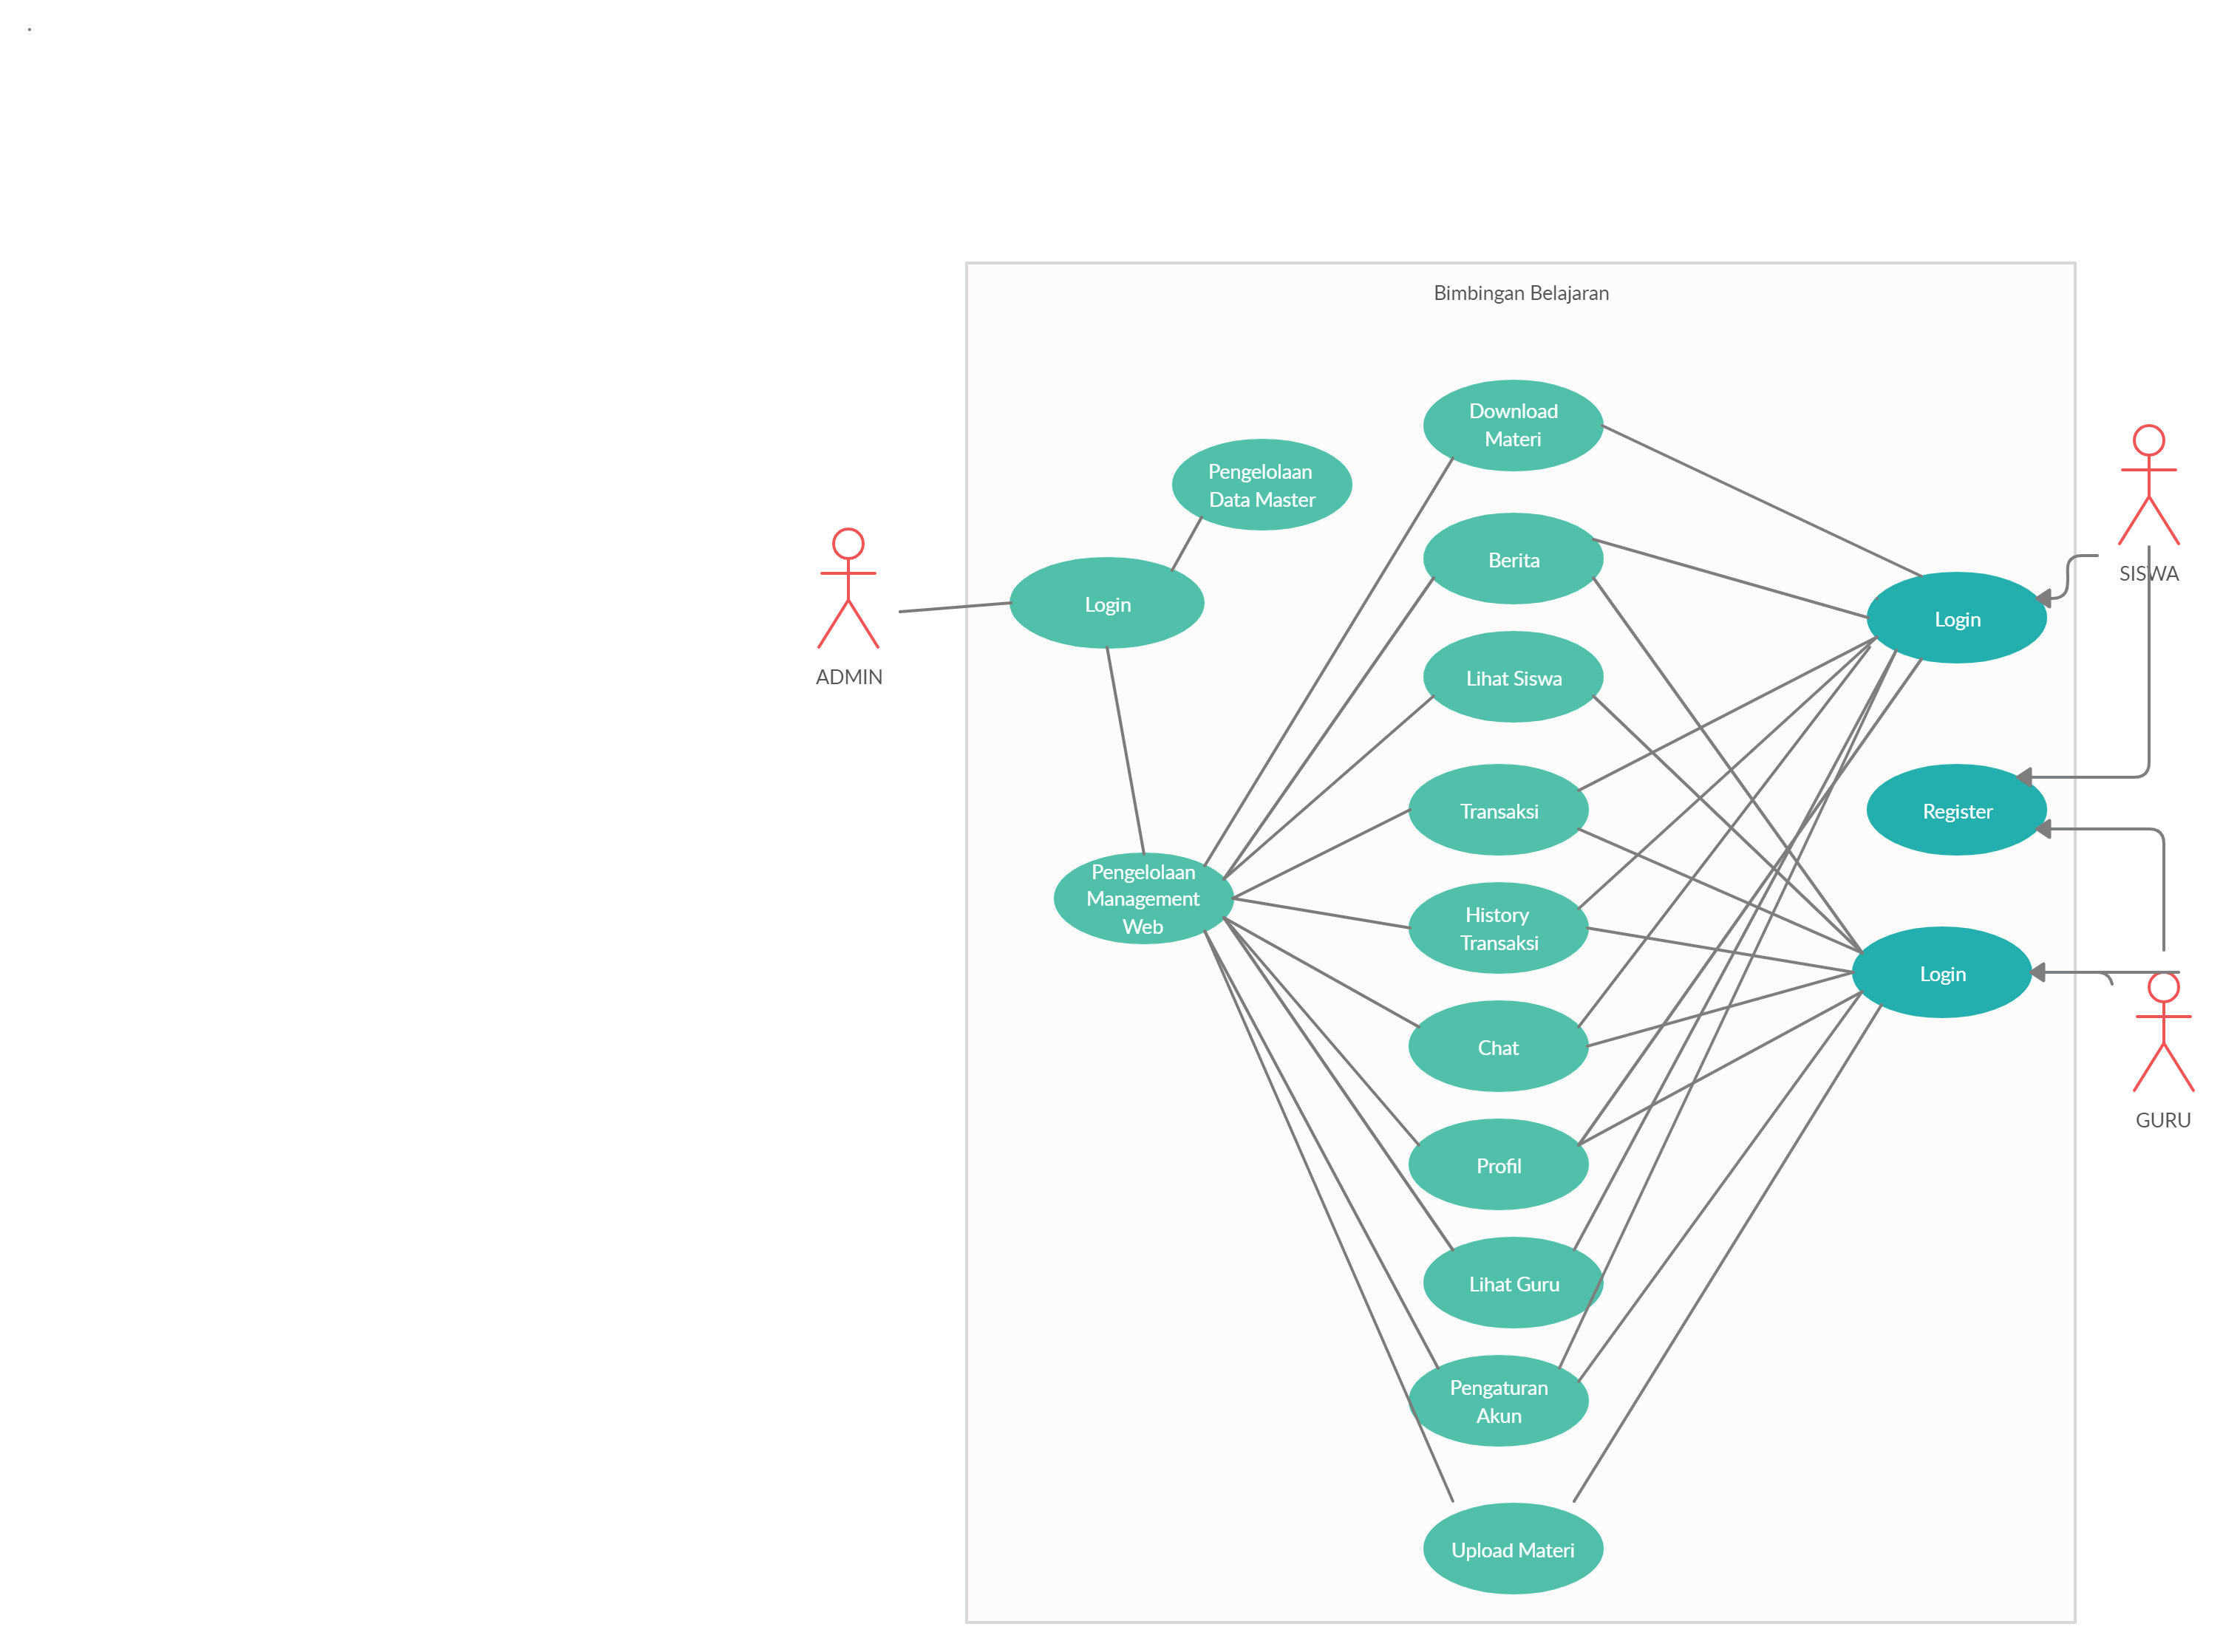 Bimbingan Belajaran
Download
Materi
Pengelolaan
Data Master
Berita
SISWA
Login
Login
ADMIN
Lihat Siswa
Transaksi
Register
Pengelolaan
Management
Web
History
Transaksi
Login
Chat
GURU
Profil
Lihat Guru
Pengaturan
Akun
Upload Materi